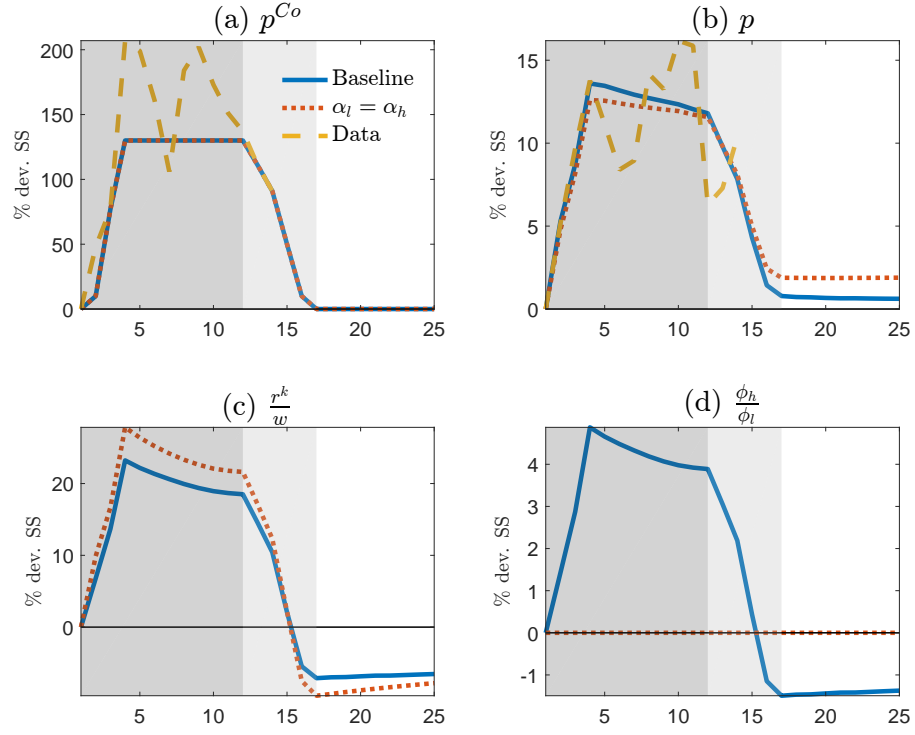 (a) p^{Co}
% dev. SS
200
150
100
50
0
5 10 15 20 25
Baseline
α_l = α_h
Data
(b) p
% dev. SS
15
10
5
0
5 10 15 20 25
(c) r^k/w
% dev. SS
20
10
0
5 10 15 20 25
(d) ϕ_h/ϕ_l
% dev. SS
4
3
2
1
0
-1
5 10 15 20 25